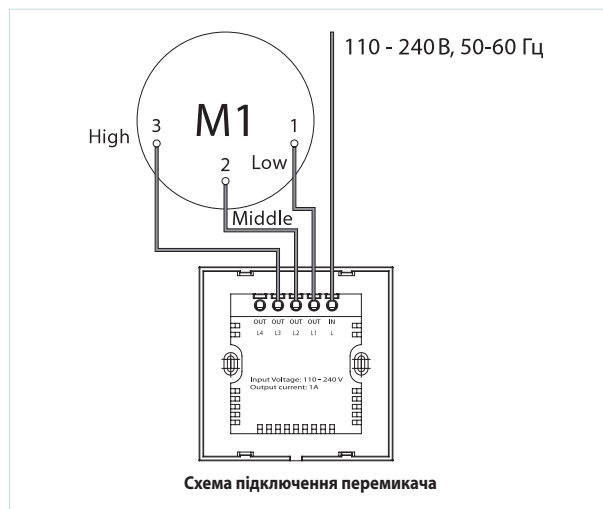 110 - 240 В, 50-60 Гц
M1
3
1
High
2
Low
Middle
OUT OUT OUT OUT IN
L4 L3 L2 L1 L
Input Voltage: 110 – 240 V
Output current: 1A
Схема підключення перемикача